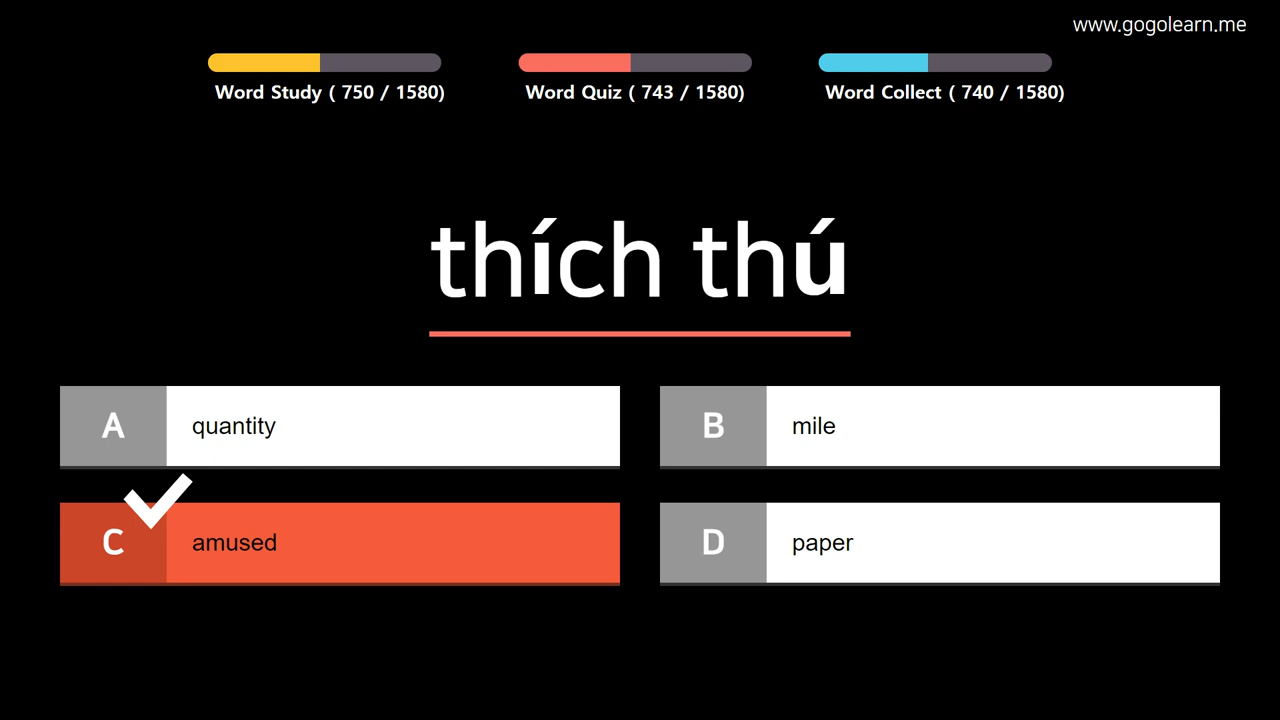 www.gogolearn.me
Word Study ( 750 / 1580)
Word Quiz ( 743 / 1580)
Word Collect ( 740 / 1580)
thích thú
A quantity
B mile
C amused
D paper